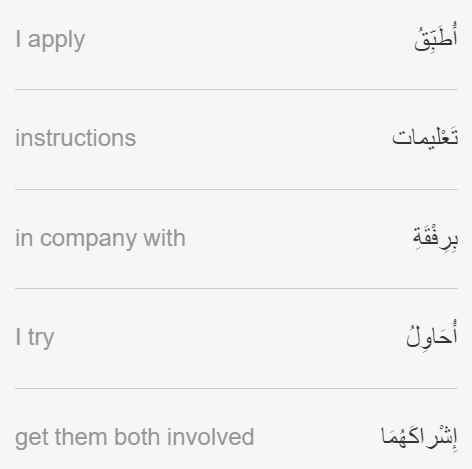 I apply أُطَبِّقُ
instructions تَعْليمات
in company with بِرِفْقَةِ
I try أُحَاوِلُ
get them both involved إِشْراكَهُمَا